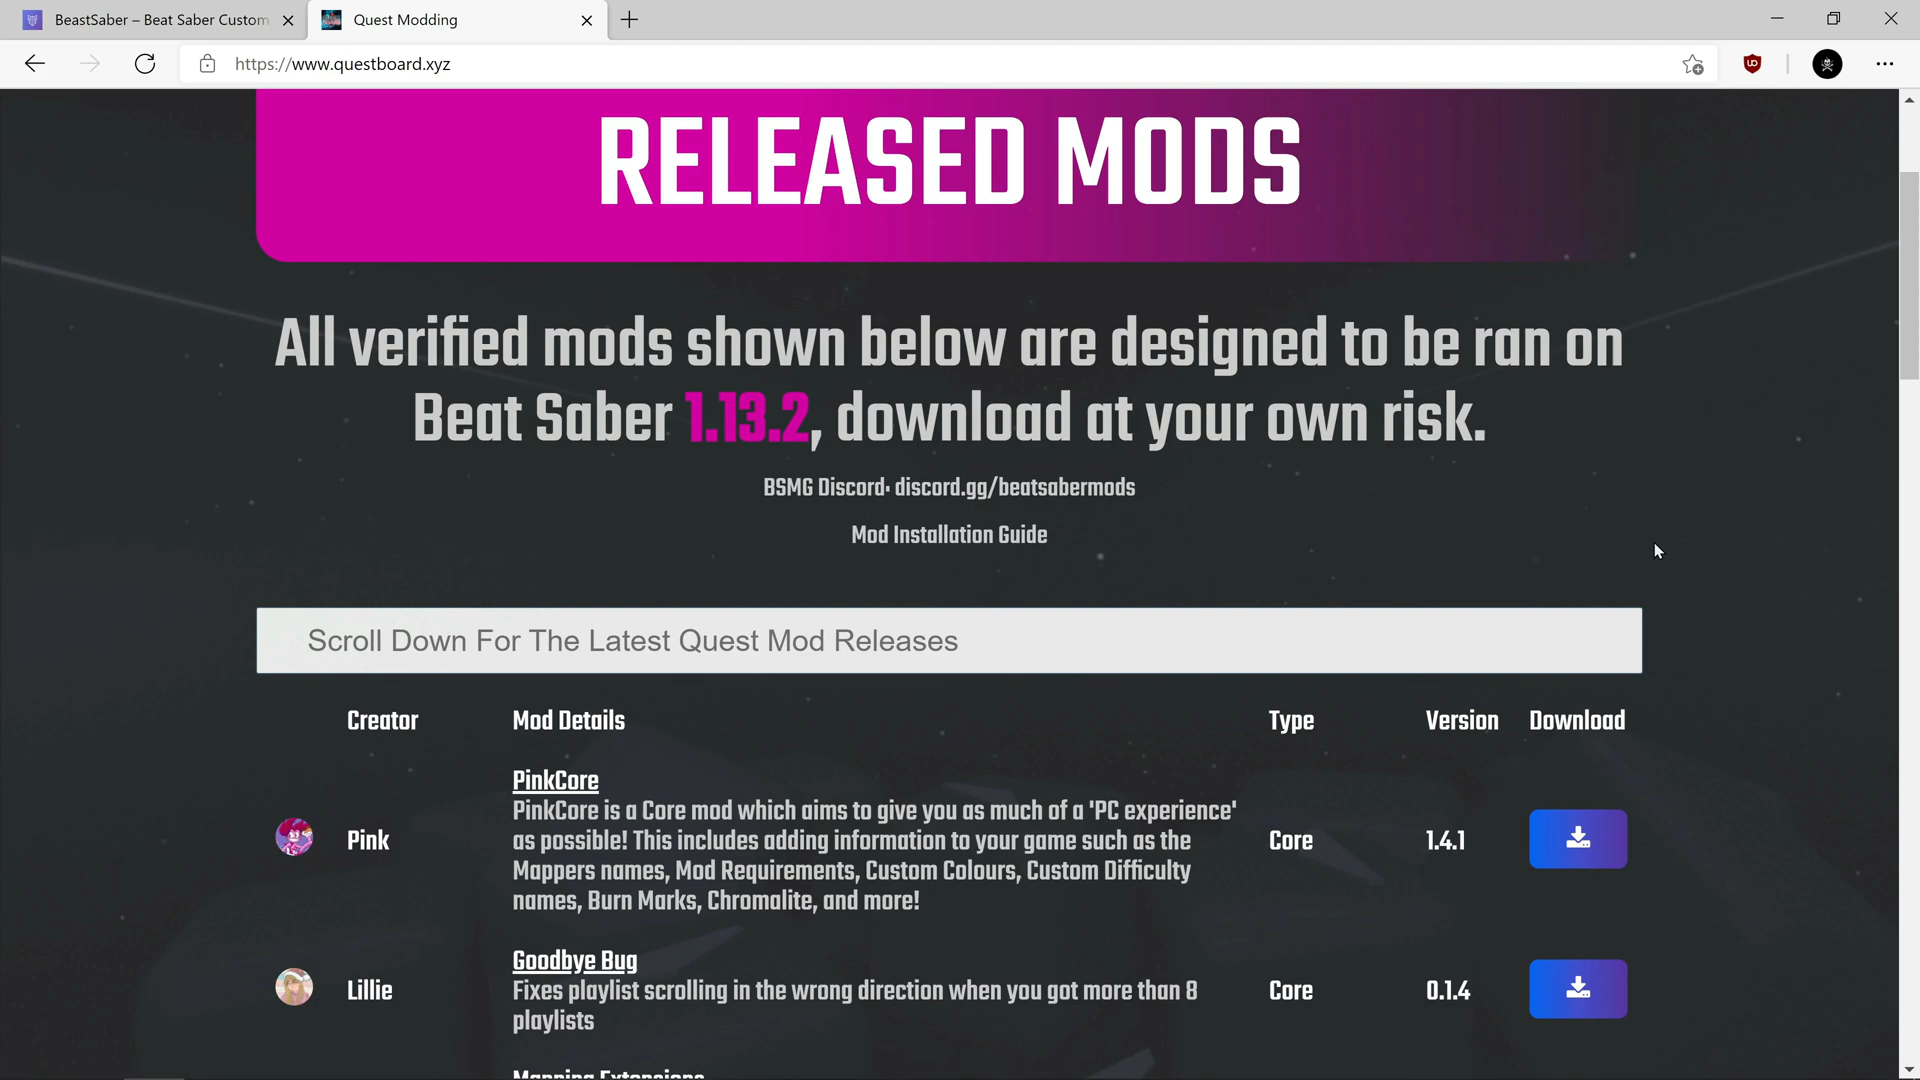 BeastSaber – Beat Saber Custom
Quest Modding
https://www.questboard.xyz
RELEASED MODS
All verified mods shown below are designed to be ran on
Beat Saber 1.13.2, download at your own risk.
BSMG Discord· discord.gg/beatsabermods
Mod Installation Guide
Scroll Down For The Latest Quest Mod Releases
Creator Mod Details Type Version Download
PinkCore
PinkCore is a Core mod which aims to give you as much of a 'PC experience'
Pink as possible! This includes adding information to your game such as the Core 1.4.1
Mappers names, Mod Requirements, Custom Colours, Custom Difficulty
names, Burn Marks, Chromalite, and more!
Goodbye Bug
Lillie Fixes playlist scrolling in the wrong direction when you got more than 8 Core 0.1.4
playlists
Mapping Extensions